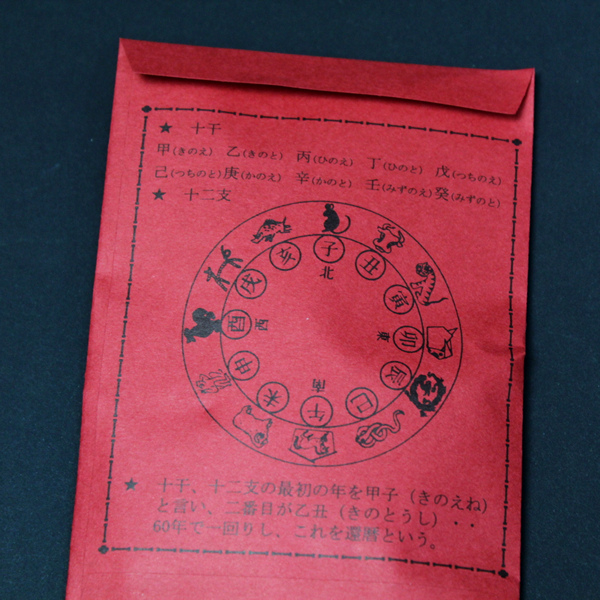 ★ 十干
甲(きのえ) 乙(きのと) 丙(ひのえ) 丁(ひのと) 戊(つちのえ)
己(つちのと)庚(かのえ) 辛(かのと) 壬(みずのえ)癸(みずのと)
★ 十二支
子
丑
寅
卯
辰
巳
午
未
申
酉
戌
亥
北
東
南
西
★ 十干、十二支の最初の年を甲子（きのえね）
と言い、二番目が乙丑（きのとうし）・・
60年で一回りし、これを還暦という。